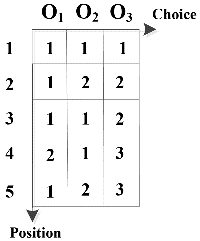 O₁ O₂ O₃ Choice
1 1 1 1
2 1 2 2
3 1 1 2
4 2 1 3
5 1 2 3
Position